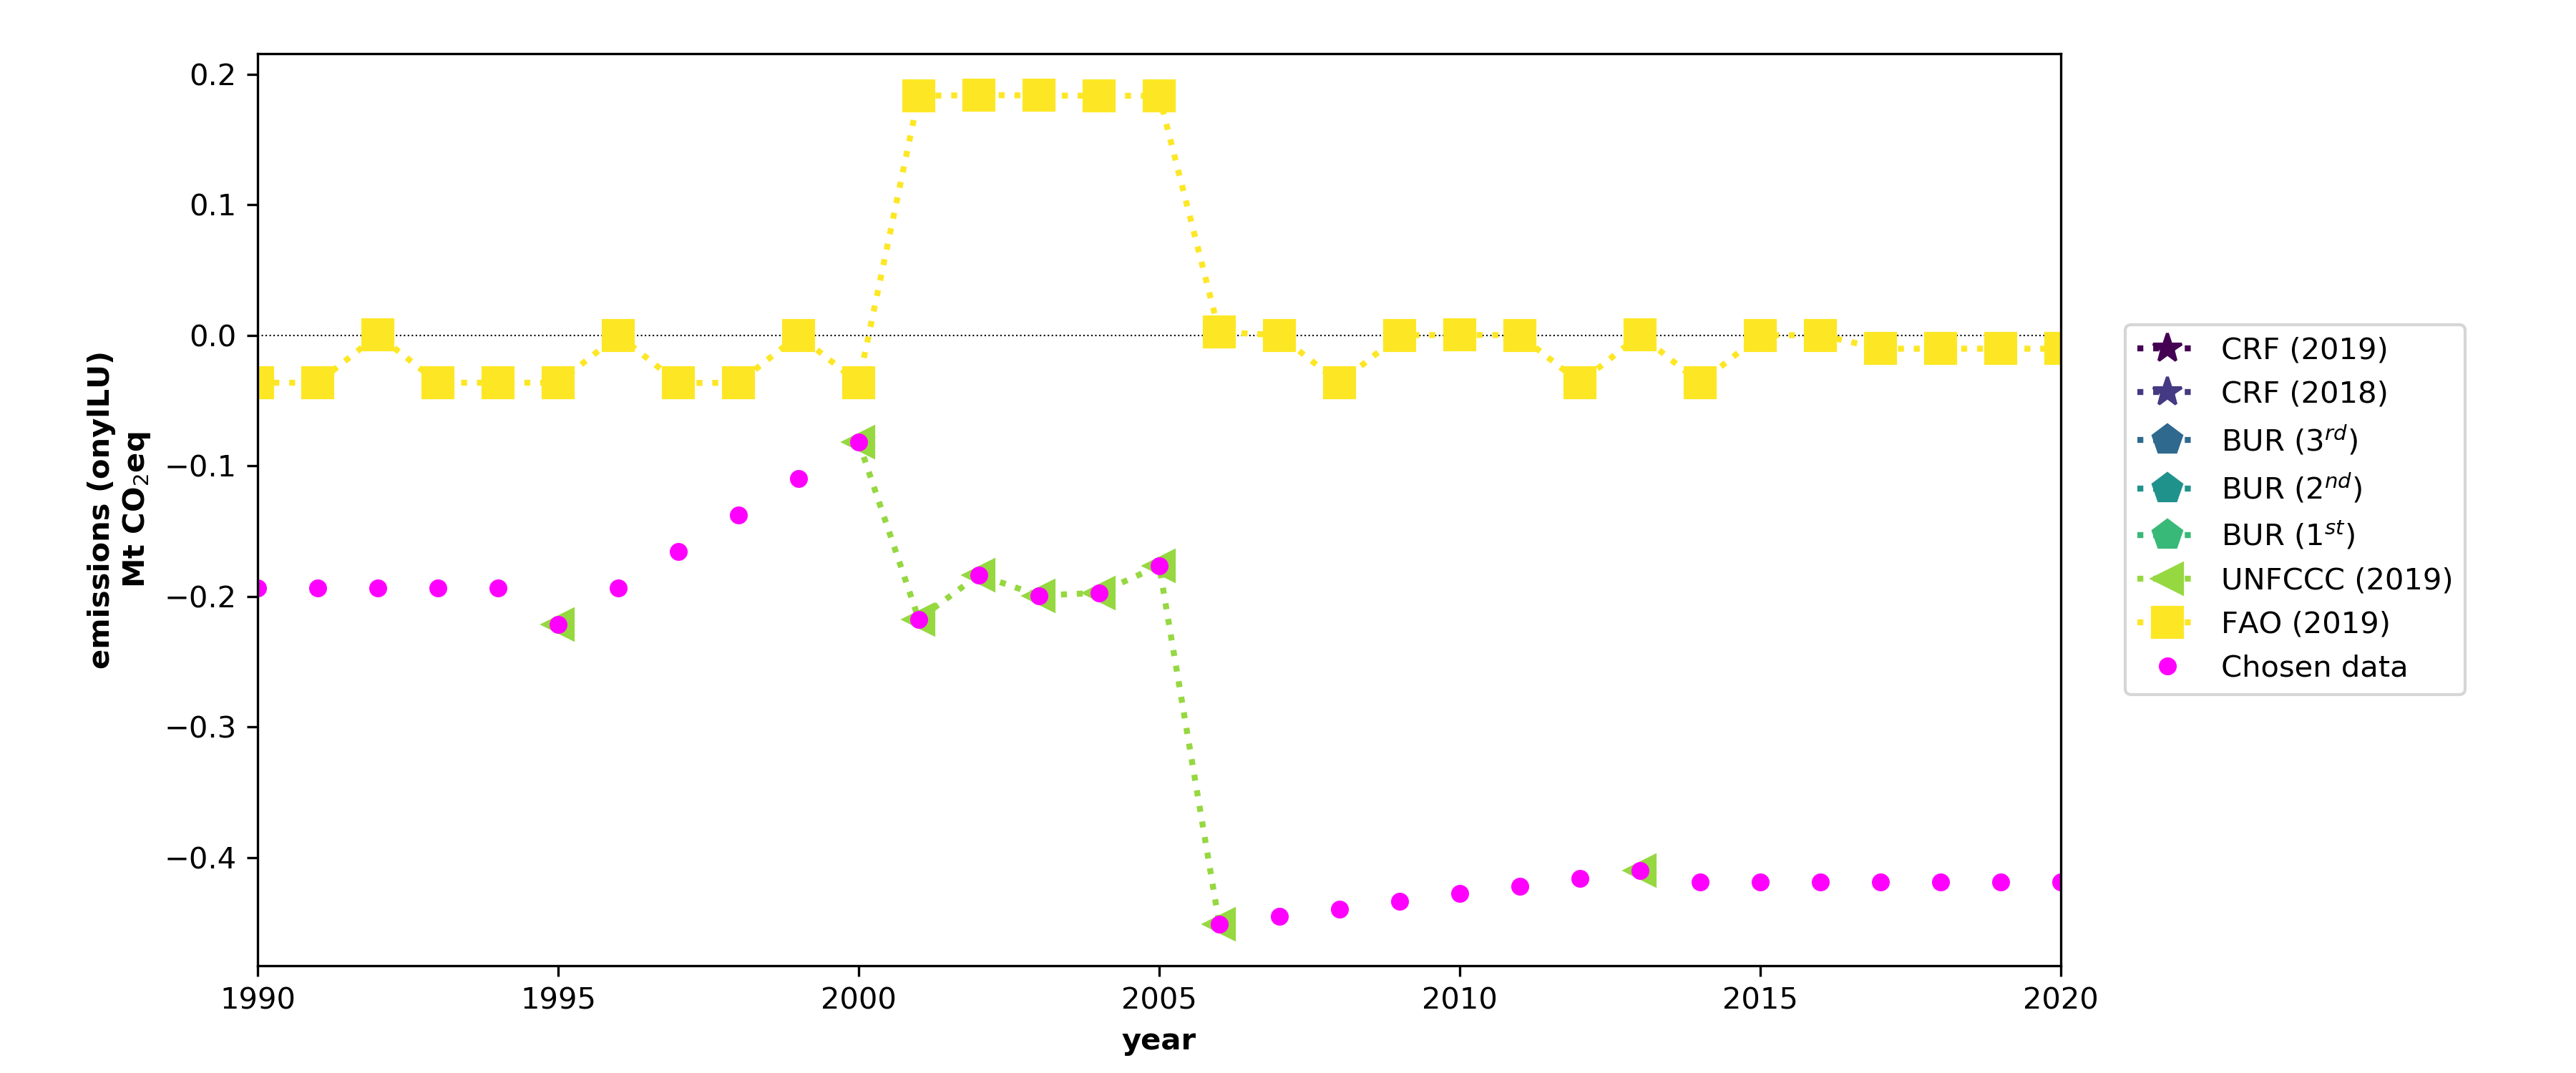 0.2
0.1
0.0
−0.1
−0.2
−0.3
−0.4
emissions (onylLU)
Mt CO₂eq
1990 1995 2000 2005 2010 2015 2020
year
CRF (2019)
CRF (2018)
BUR (3ʳᵈ)
BUR (2ⁿᵈ)
BUR (1ˢᵗ)
UNFCCC (2019)
FAO (2019)
Chosen data